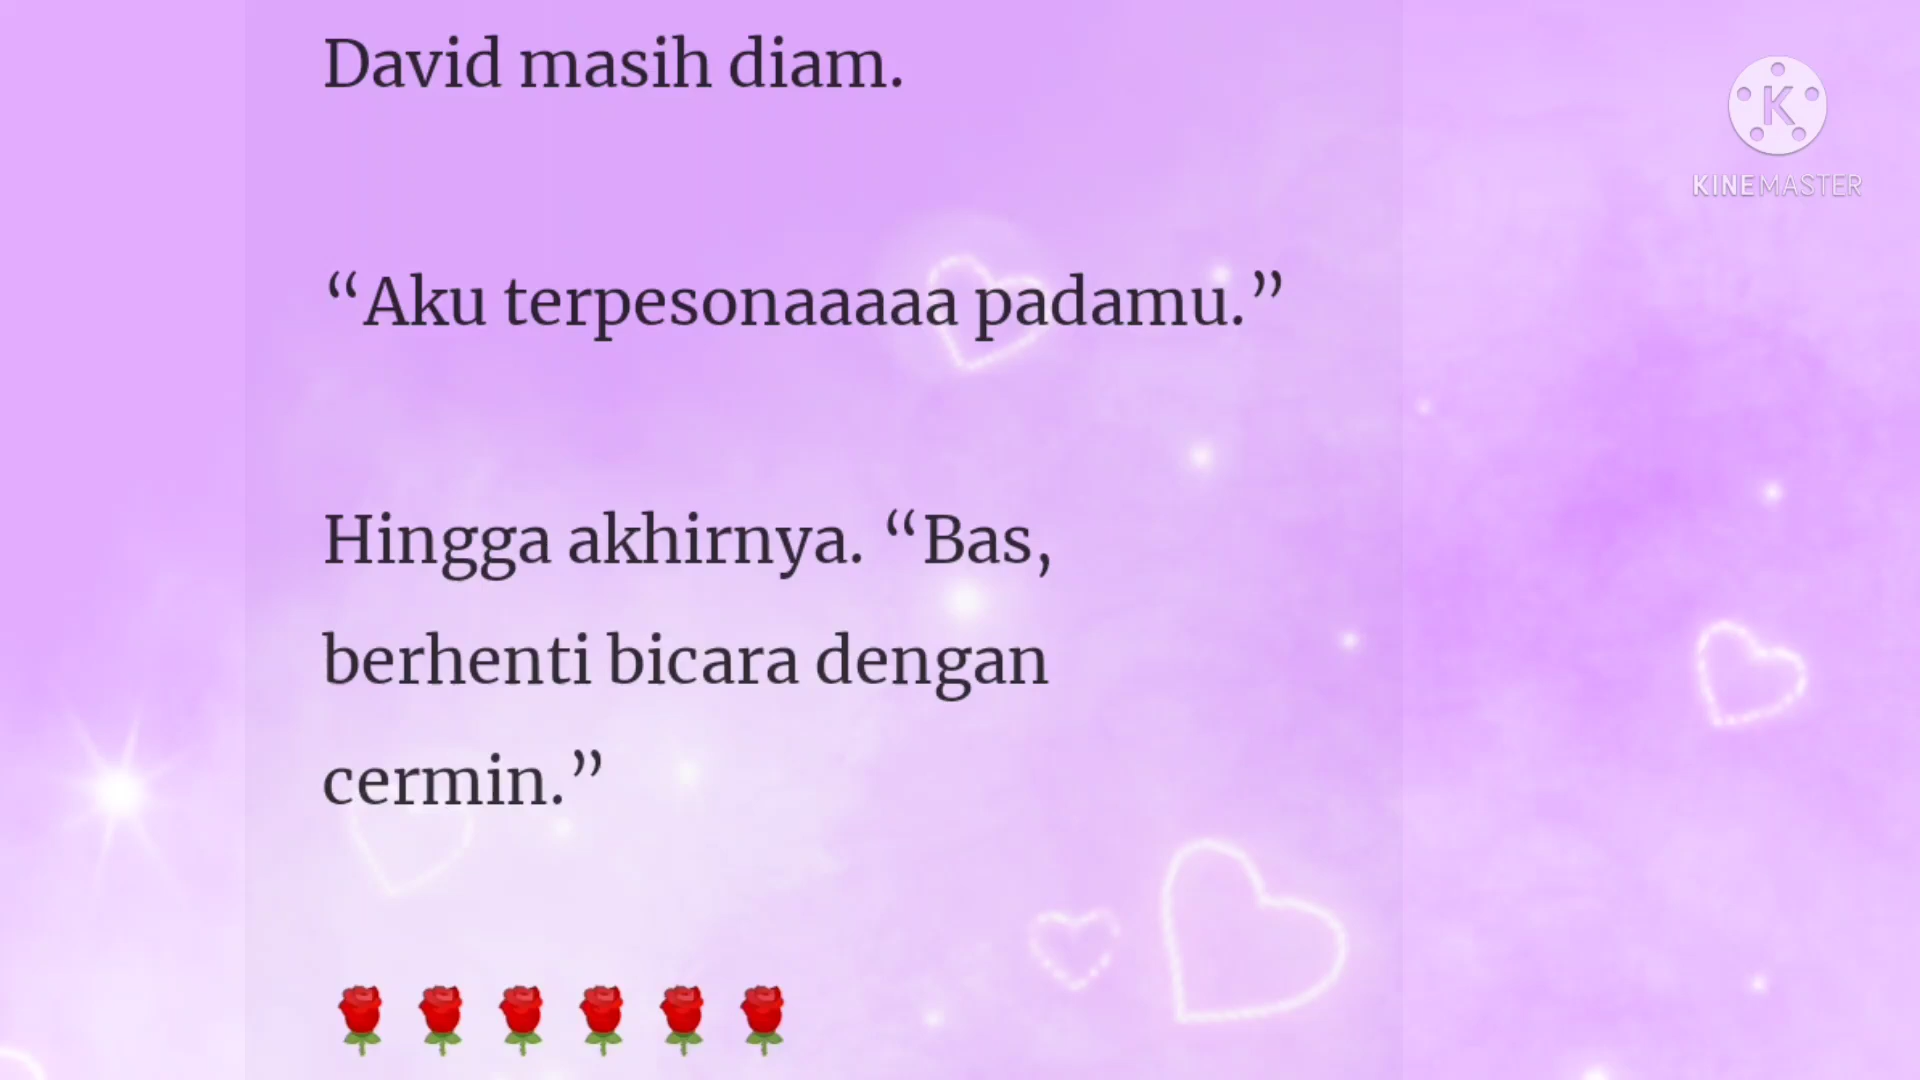 David masih diam.
“Aku terpesonaaaaa padamu.”
Hingga akhirnya. “Bas,
berhenti bicara dengan
cermin.”
K
KINEMASTER